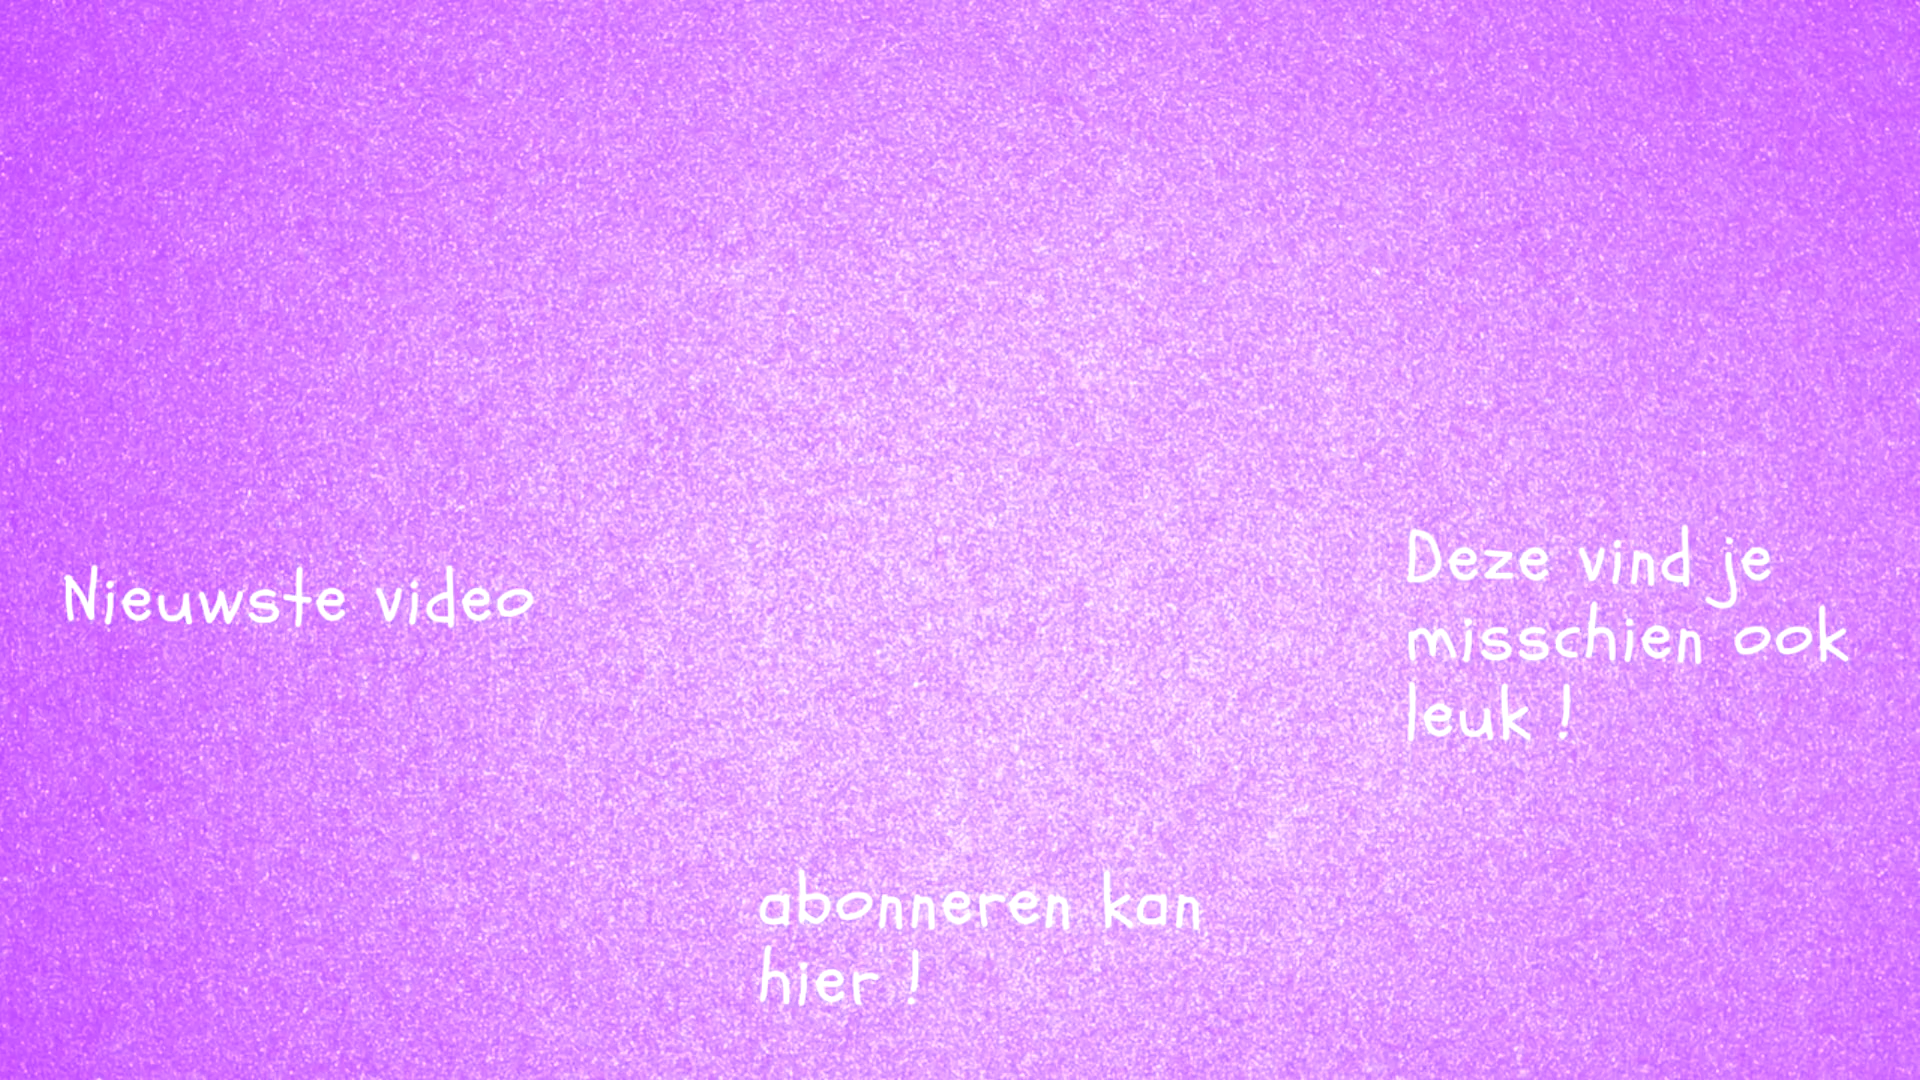 Nieuwste video
Deze vind je
misschien ook
leuk !
abonneren kan
hier !